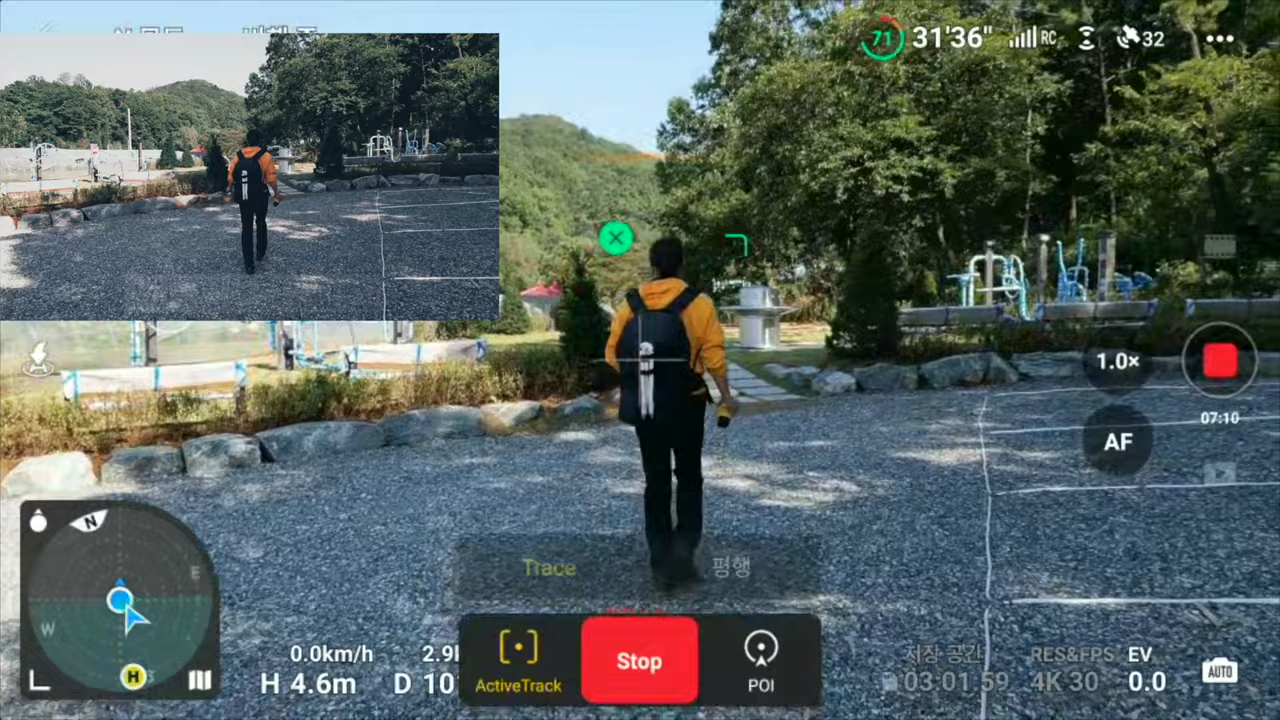 71 31'36" RC 32
1.0×
07:10
AF
N
E
W
H
L
Trace 평행
0.0km/h
H 4.6m
ActiveTrack
Stop
POI
저장 공간
03:01:59
RES&FPS
4K 30
EV
0.0
AUTO